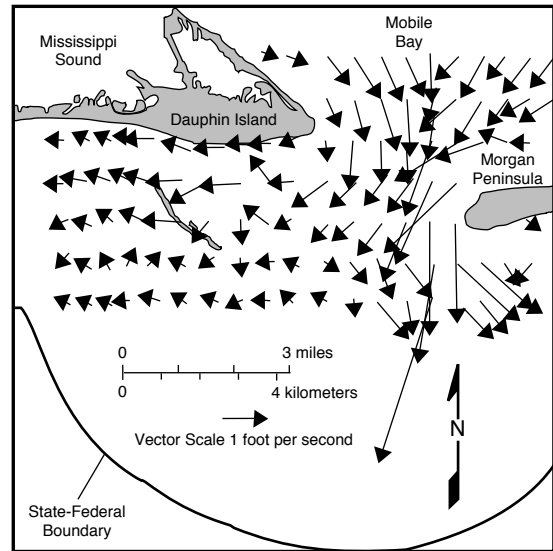 Mississippi
Sound
Mobile
Bay
Dauphin Island
Morgan
Peninsula
0 3 miles
0 4 kilometers
Vector Scale 1 foot per second
N
State-Federal
Boundary